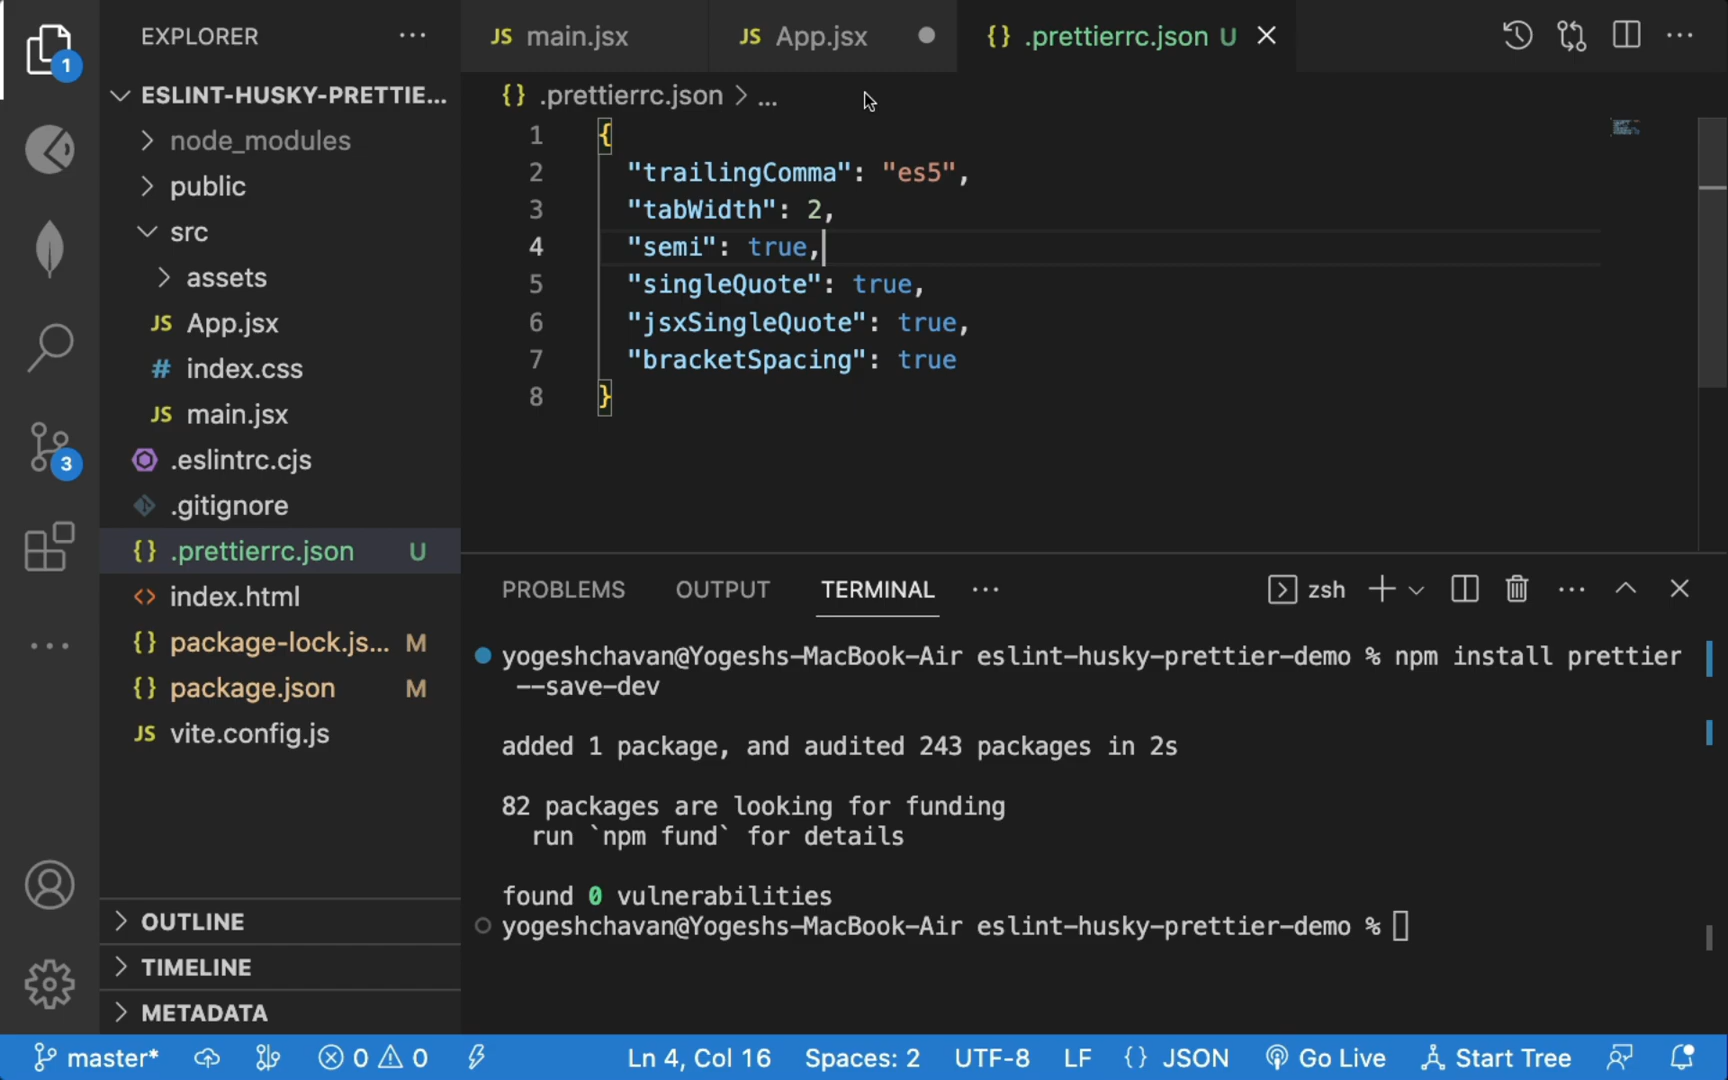 EXPLORER ...
1
ESLINT-HUSKY-PRETTIE...
node_modules
public
src
assets
JS App.jsx
# index.css
JS main.jsx
.eslintrc.cjs
.gitignore
{} .prettierrc.json U
<> index.html
{} package-lock.js... M
{} package.json M
JS vite.config.js
3
OUTLINE
TIMELINE
METADATA
JS main.jsx
JS App.jsx
{} .prettierrc.json U
{} .prettierrc.json > ...
1 {
2 "trailingComma": "es5",
3 "tabWidth": 2,
4 "semi": true,
5 "singleQuote": true,
6 "jsxSingleQuote": true,
7 "bracketSpacing": true
8 }
PROBLEMS OUTPUT TERMINAL ... zsh
yogeshchavan@Yogeshs-MacBook-Air eslint-husky-prettier-demo % npm install prettier
--save-dev
added 1 package, and audited 243 packages in 2s
82 packages are looking for funding
run `npm fund` for details
found 0 vulnerabilities
yogeshchavan@Yogeshs-MacBook-Air eslint-husky-prettier-demo %
master* 0 0 Ln 4, Col 16 Spaces: 2 UTF-8 LF {} JSON Go Live Start Tree